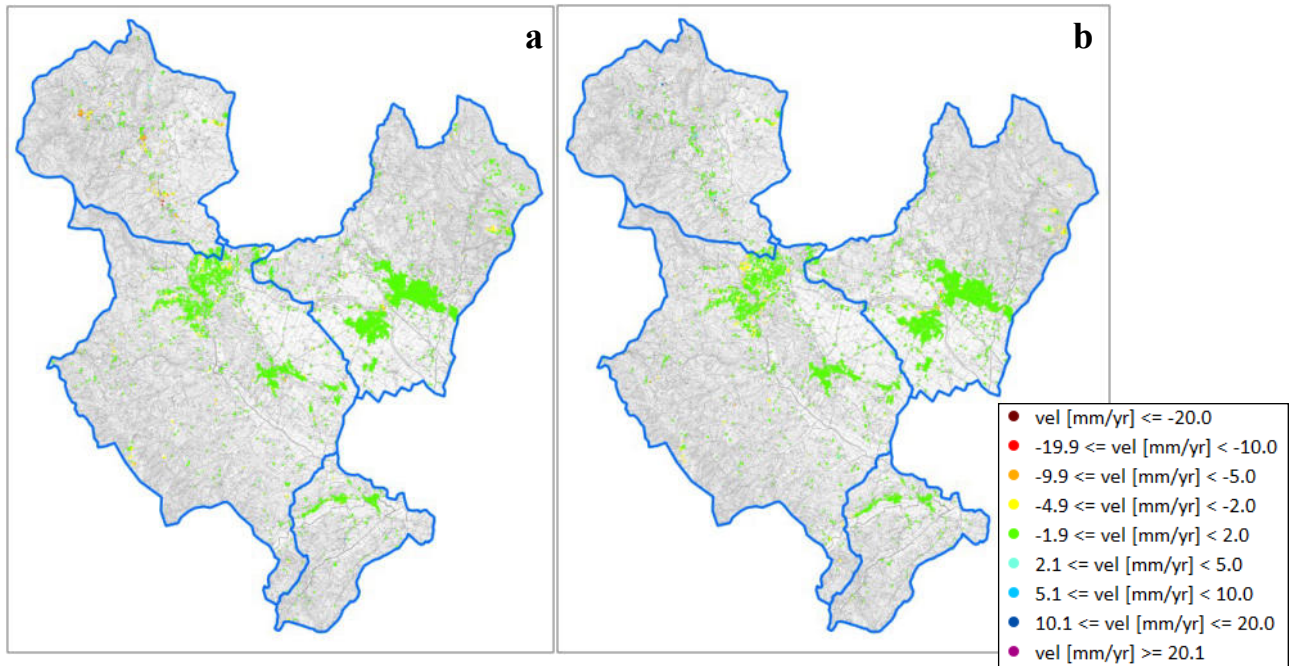 a
b
vel [mm/yr] <= -20.0
-19.9 <= vel [mm/yr] < -10.0
-9.9 <= vel [mm/yr] < -5.0
-4.9 <= vel [mm/yr] < -2.0
-1.9 <= vel [mm/yr] < 2.0
2.1 <= vel [mm/yr] < 5.0
5.1 <= vel [mm/yr] < 10.0
10.1 <= vel [mm/yr] <= 20.0
vel [mm/yr] >= 20.1